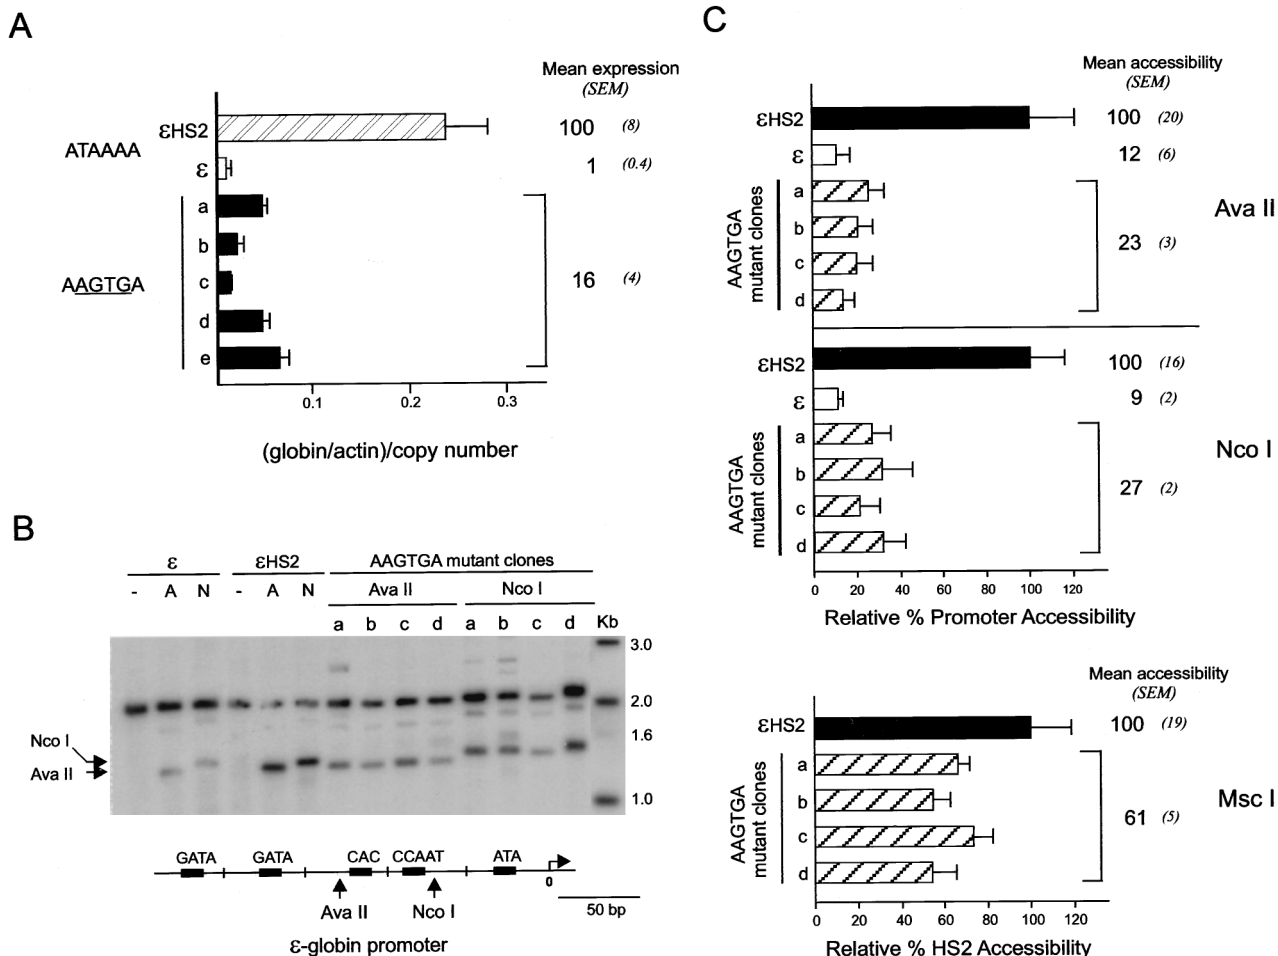 A
Mean expression
(SEM)
εHS2
100 (8)
ATAAAA
ε
1 (0.4)
a
b
AAGTGA
c
16 (4)
d
e
0.1 0.2 0.3
(globin/actin)/copy number
B
ε εHS2 AAGTGA mutant clones
- A N - A N Ava II Nco I
a b c d a b c d Kb
3.0
2.0
1.6
Nco I
Ava II
1.0
GATA GATA CAC CCAAT ATA
0
Ava II Nco I
50 bp
ε-globin promoter
C
Mean accessibility
(SEM)
εHS2
100 (20)
ε
12 (6)
AAGTGA
mutant clones
a
b
c
d
23 (3)
Ava II
εHS2
100 (16)
ε
9 (2)
AAGTGA
mutant clones
a
b
c
d
27 (2)
Nco I
0 20 40 60 80 100 120
Relative % Promoter Accessibility
Mean accessibility
(SEM)
εHS2
100 (19)
AAGTGA
mutant clones
a
b
c
d
61 (5)
Msc I
0 20 40 60 80 100 120
Relative % HS2 Accessibility